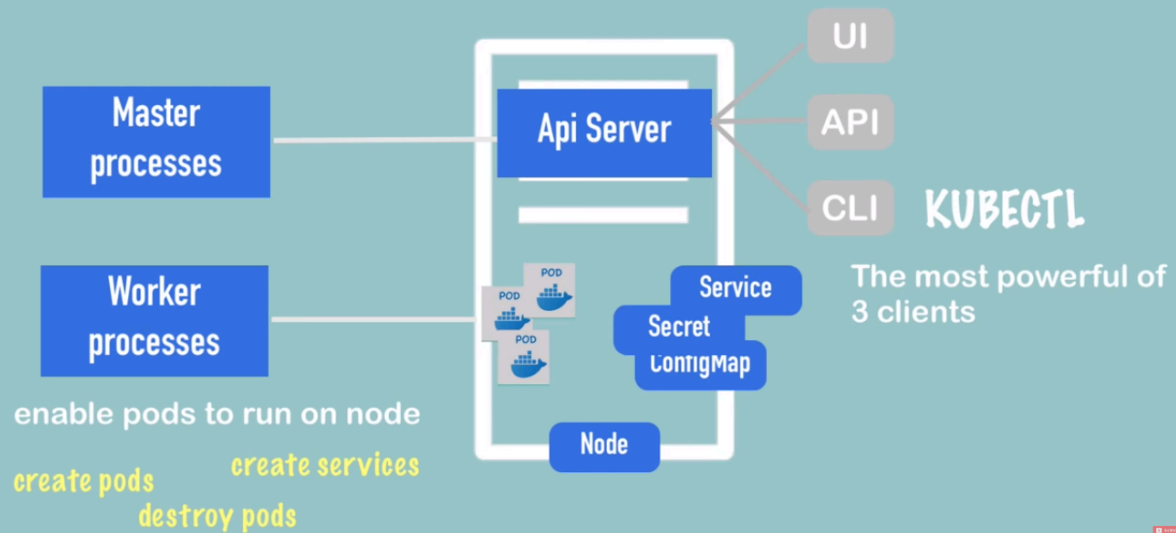 UI
Master
processes
Api Server
API
CLI
KUBECTL
The most powerful of
3 clients
Worker
processes
POD
POD
POD
Service
Secret
ConfigMap
Node
enable pods to run on node
create services
create pods
destroy pods